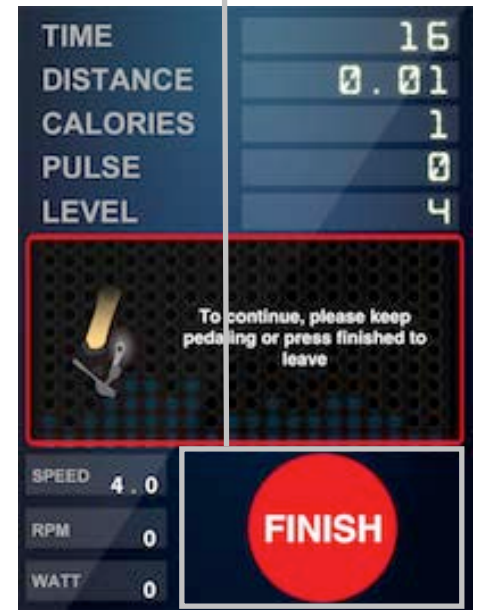 TIME 16
DISTANCE 0.01
CALORIES 1
PULSE 0
LEVEL 4
To continue, please keep
pedaling or press finished to
leave
SPEED 4.0
RPM 0
WATT 0
FINISH